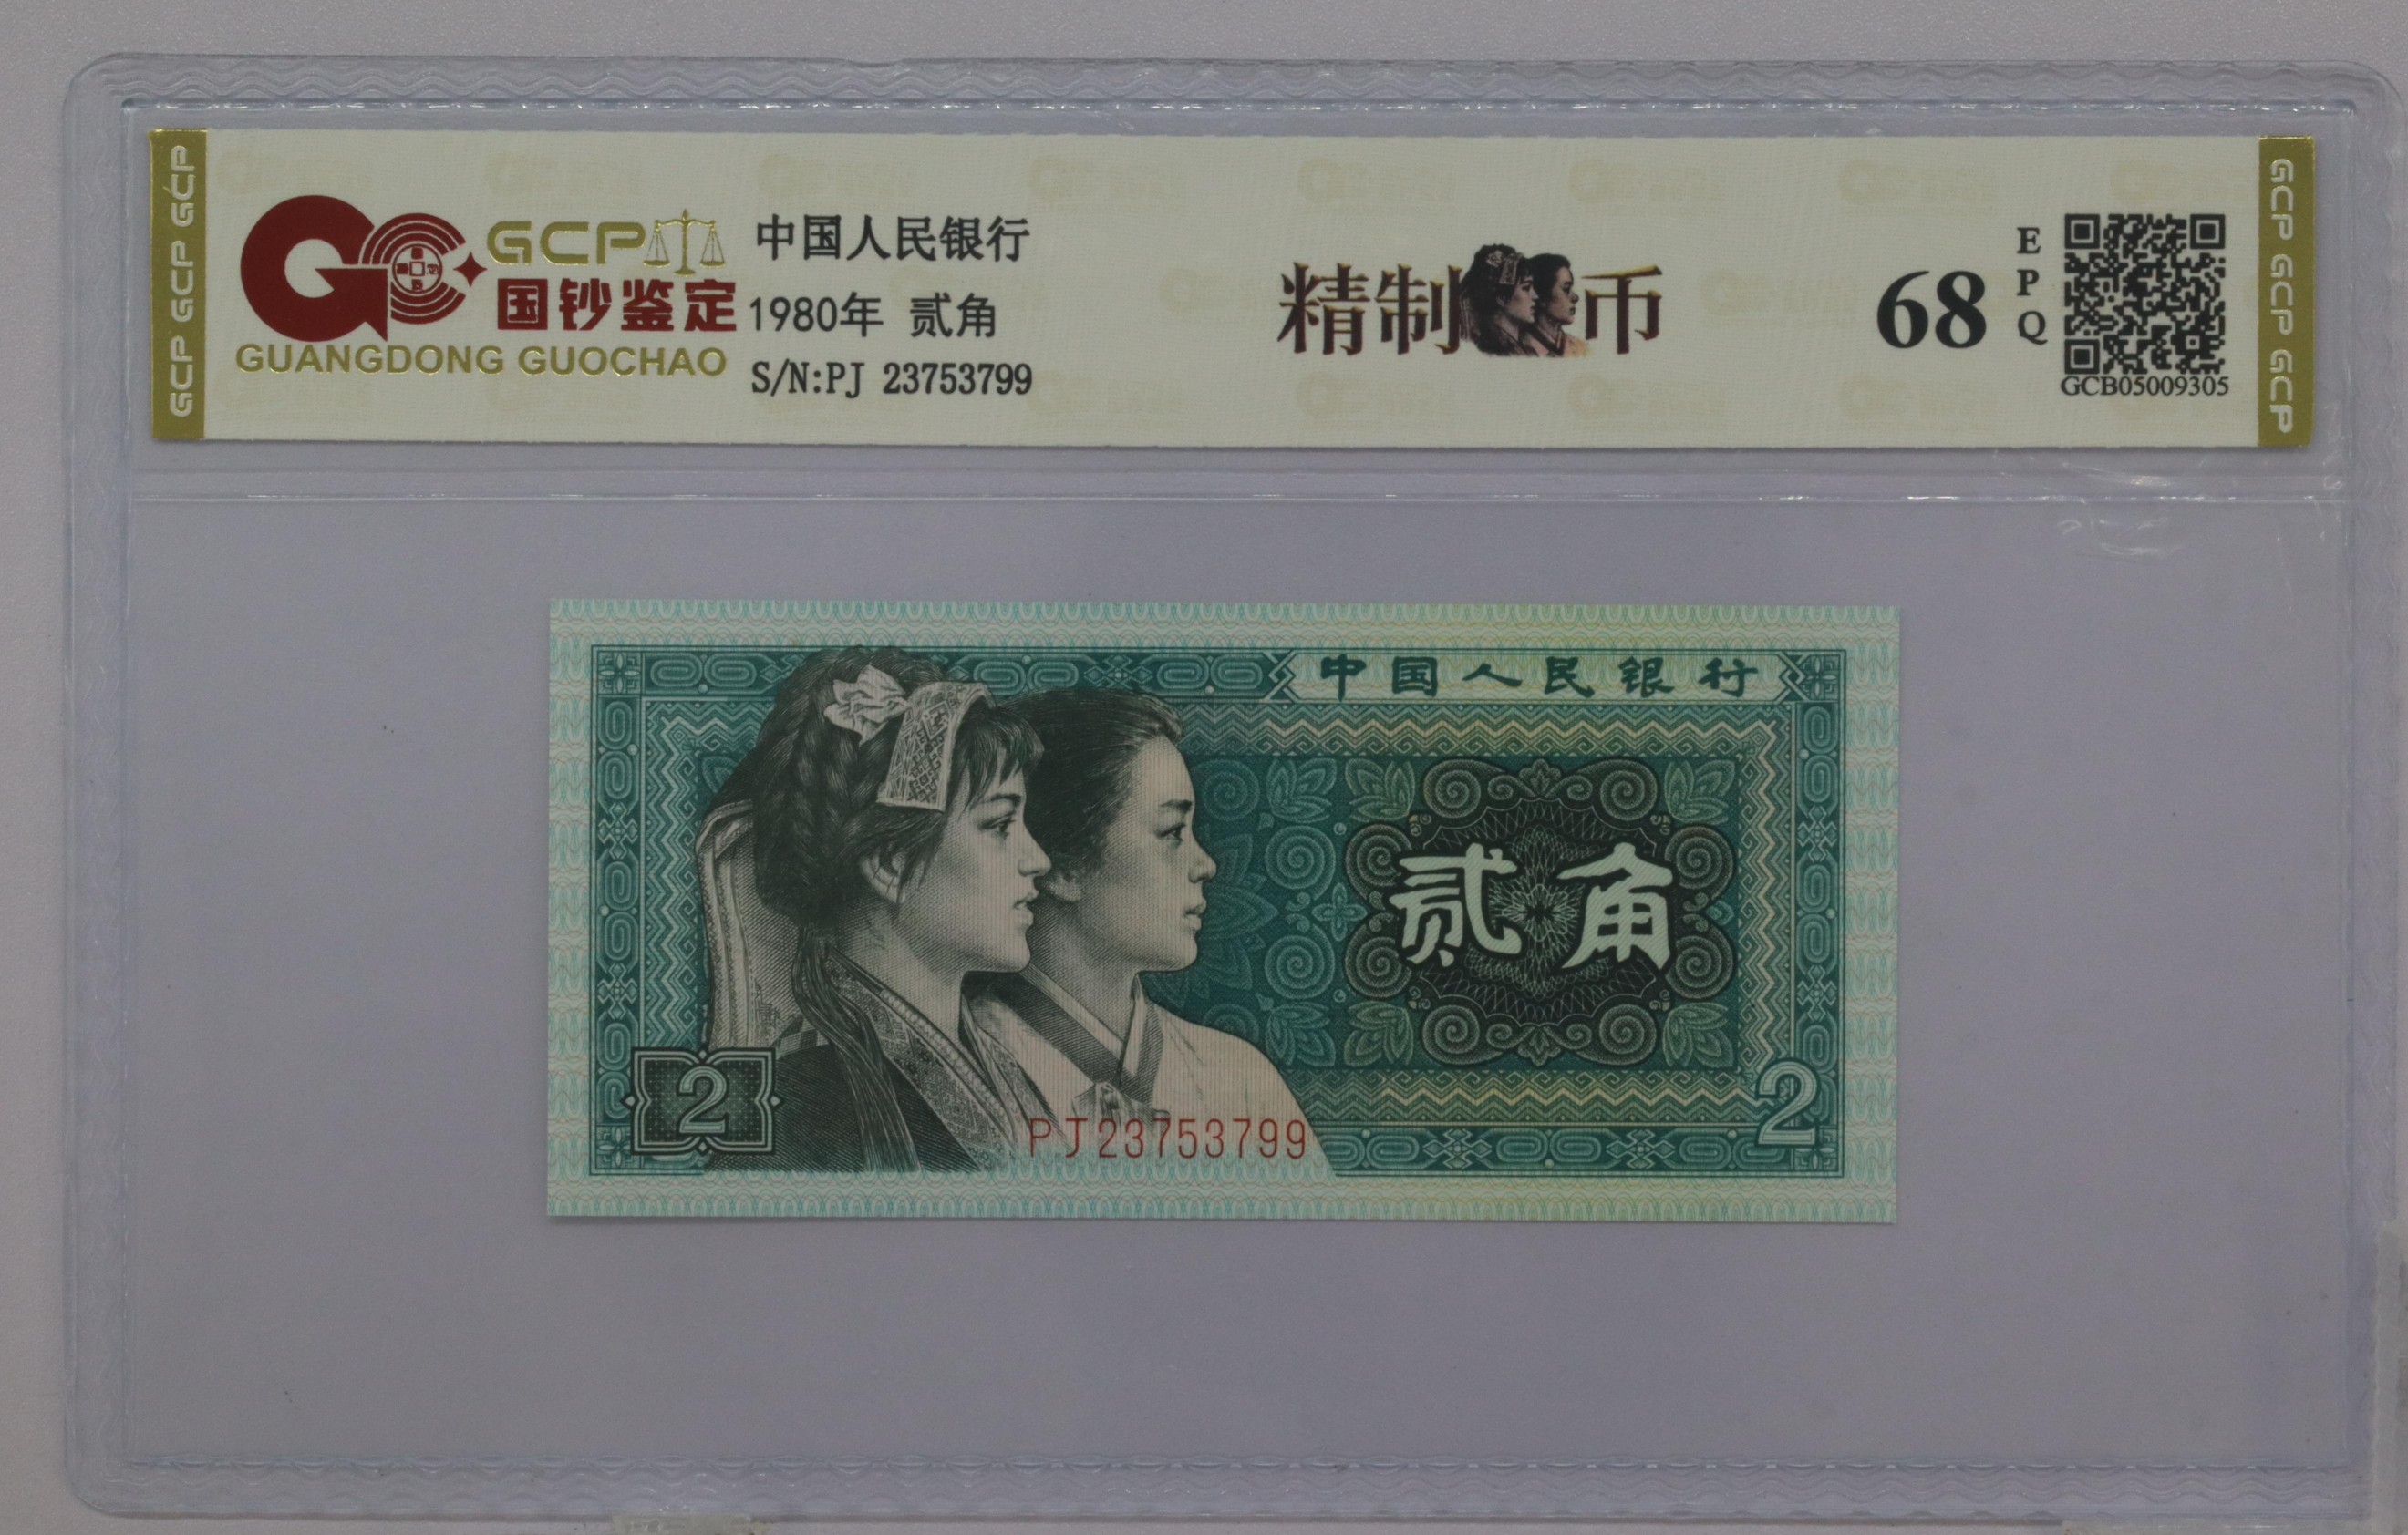 GCP GCP GCP
GCP
国钞鉴定
GUANGDONG GUOCHAO
中国人民银行
1980年 贰角
S/N:PJ 23753799
精制币
68
EPQ
GCB05009305
GCP GCP GCP
中国人民银行
贰角
2
PJ23753799
2